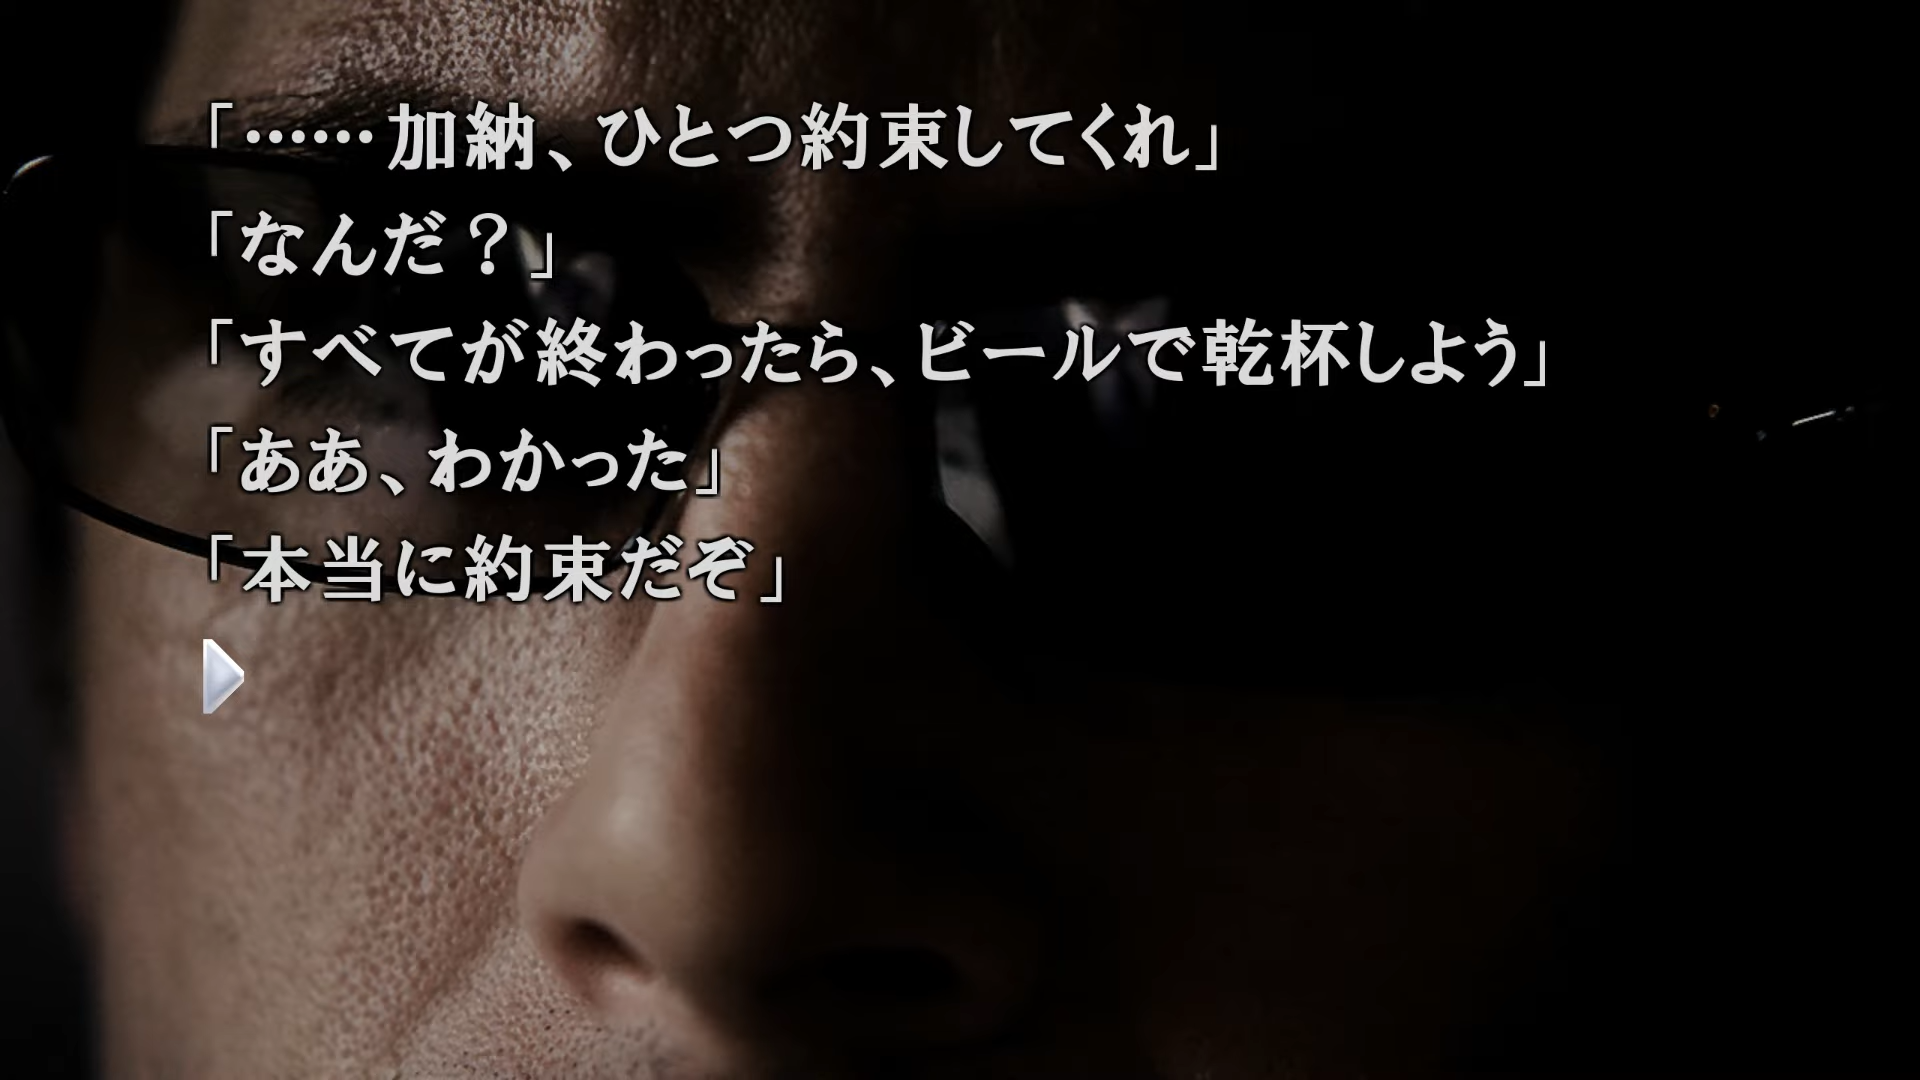 「……加納、ひとつ約束してくれ」
「なんだ？」
「すべてが終わったら、ビールで乾杯しよう」
「ああ、わかった」
「本当に約束だぞ」